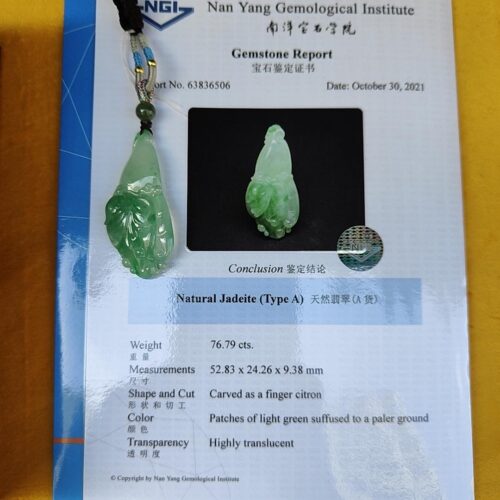 NGI
Nan Yang Gemological Institute
南洋宝石学院
Gemstone Report
宝石鉴定证书
ort No. 63836506
Date: October 30, 2021
NGI
Conclusion 鉴定结论
Natural Jadeite (Type A) 天然翡翠(A 货)
Weight 76.79 cts.
重量
Measurements 52.83 x 24.26 x 9.38 mm
尺寸
Shape and Cut Carved as a finger citron
形状和切工
Color Patches of light green suffused to a paler ground
颜色
Transparency Highly translucent
透明度
© Copyright by Nan Yang Gemological Institute